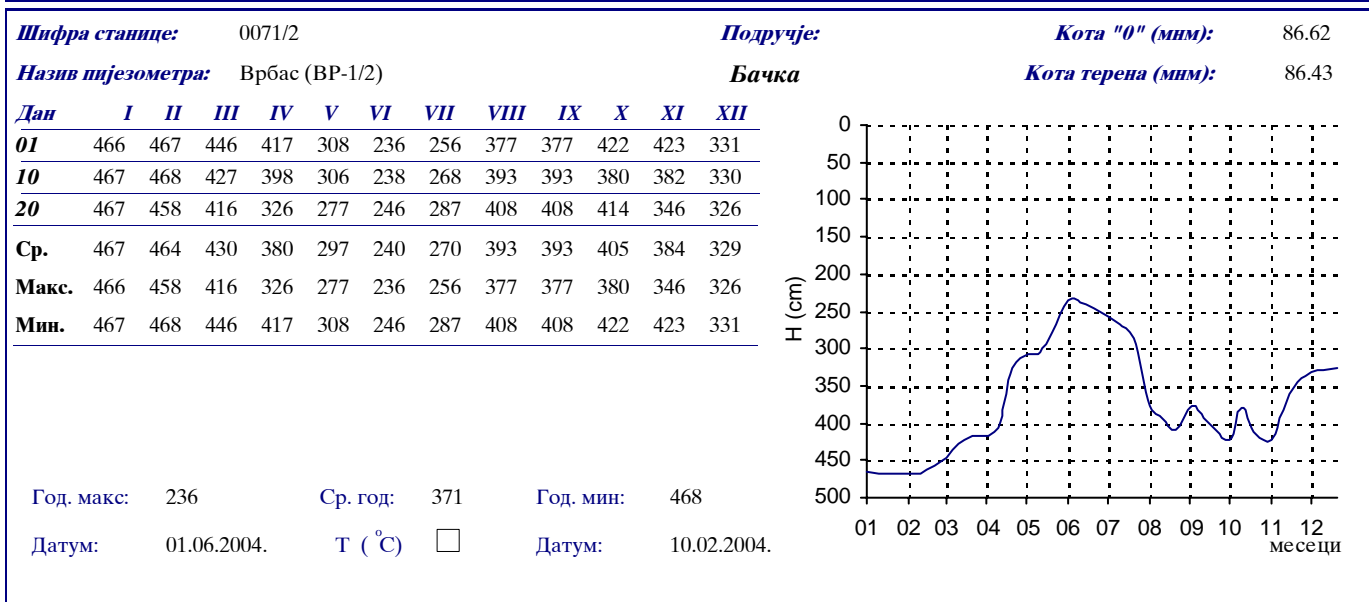 Шифра станице: 0071/2 Подручје: Кота "0" (мнм): 86.62
Назив пијезометра: Врбас (ВР-1/2) Бачка Кота терена (мнм): 86.43
Дан I II III IV V VI VII VIII IX X XI XII
01 466 467 446 417 308 236 256 377 377 422 423 331
10 467 468 427 398 306 238 268 393 393 380 382 330
20 467 458 416 326 277 246 287 408 408 414 346 326
Ср. 467 464 430 380 297 240 270 393 393 405 384 329
Макс. 466 458 416 326 277 236 256 377 377 380 346 326
Мин. 467 468 446 417 308 246 287 408 408 422 423 331
Год. макс: 236 Ср. год: 371 Год. мин: 468
Датум: 01.06.2004. Т ( °C) Датум: 10.02.2004.
H (cm)
0
50
100
150
200
250
300
350
400
450
500
01 02 03 04 05 06 07 08 09 10 11 12
месеци